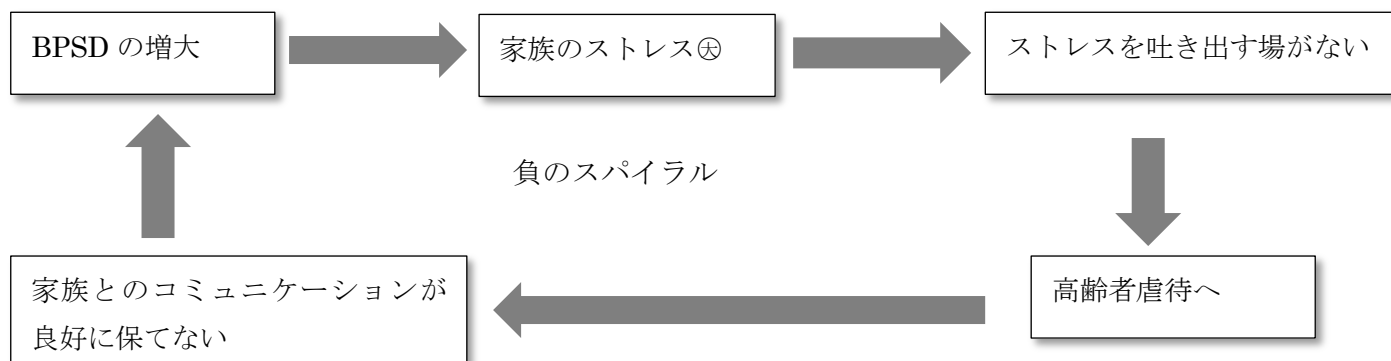 BPSD の増大
家族のストレス㊛
ストレスを吐き出す場がない
負のスパイラル
家族とのコミュニケーションが
良好に保てない
高齢者虐待へ